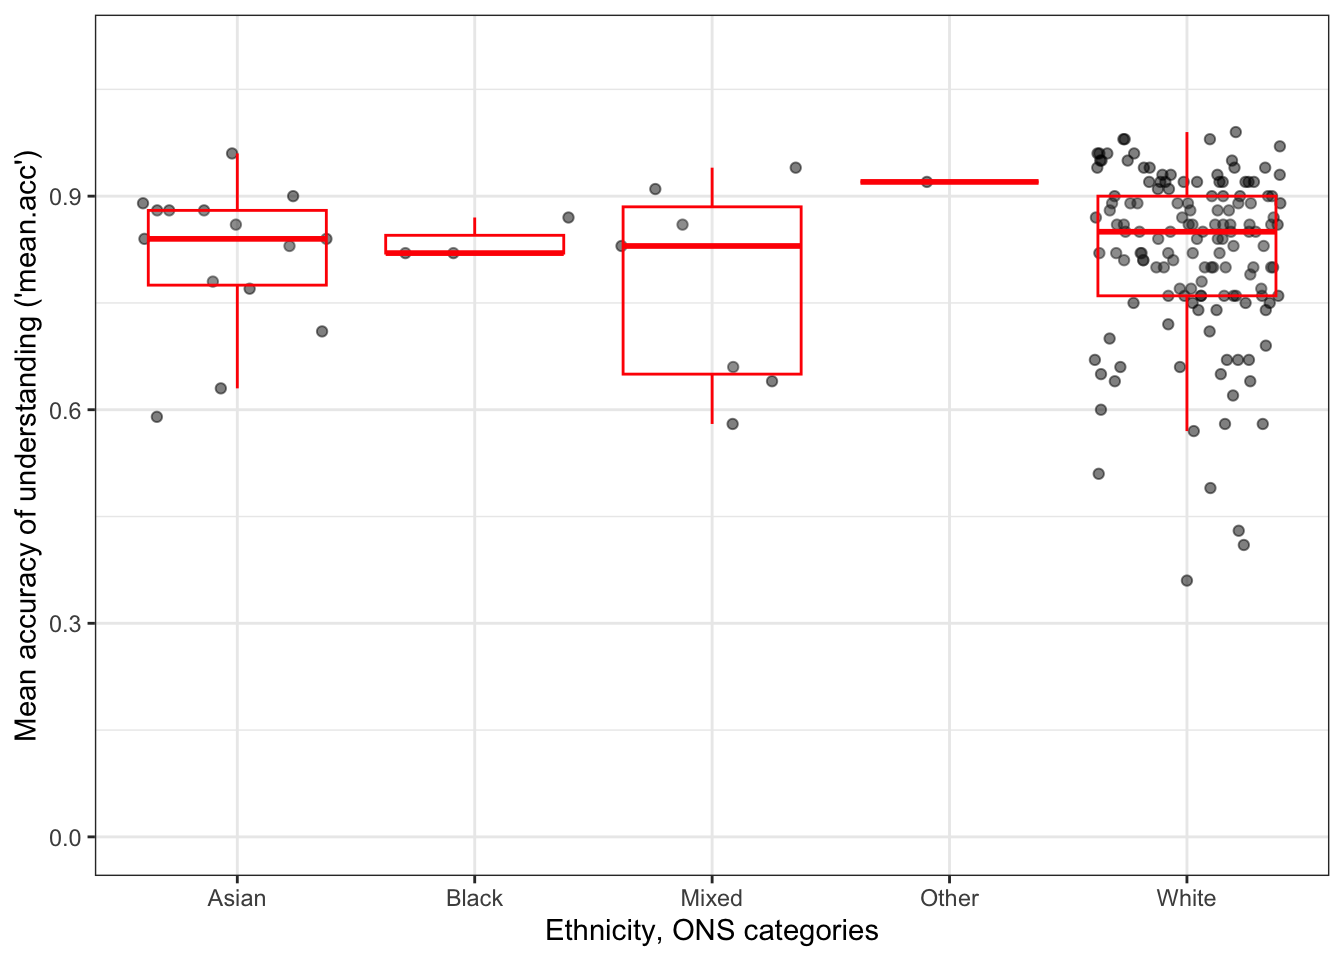 Mean accuracy of understanding ('mean.acc')
0.9
0.6
0.3
0.0
Asian Black Mixed Other White
Ethnicity, ONS categories